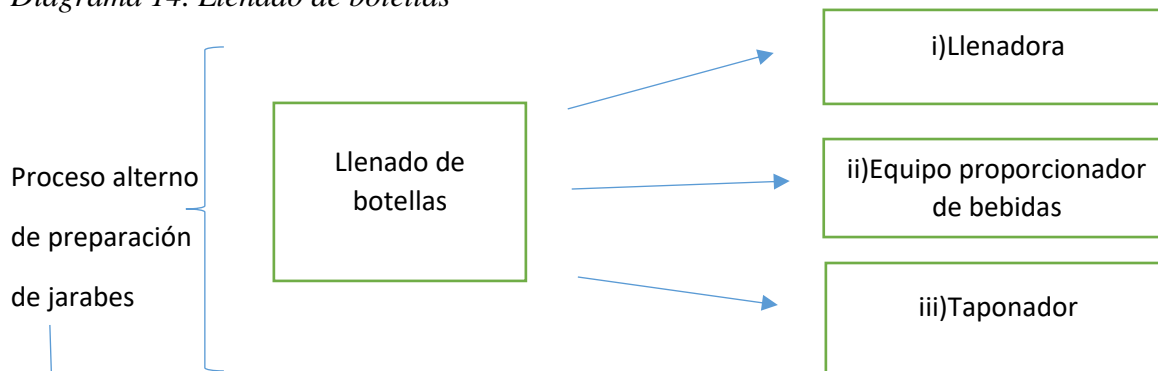 Diagrama 14. Llenado de botellas
i)Llenadora
Proceso alterno
de preparación
de jarabes
Llenado de
botellas
ii)Equipo proporcionador
de bebidas
iii)Taponador